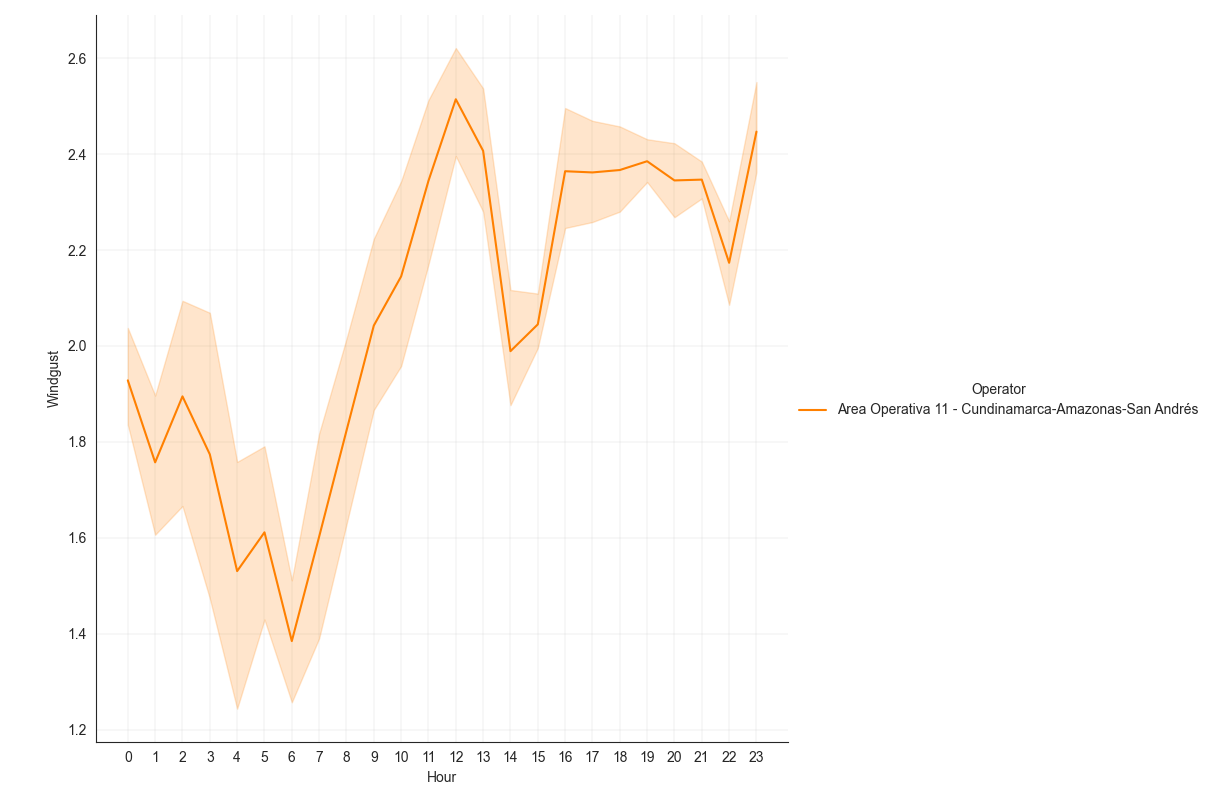 2.6
2.4
2.2
2.0
1.8
1.6
1.4
1.2
Windgust
0 1 2 3 4 5 6 7 8 9 10 11 12 13 14 15 16 17 18 19 20 21 22 23
Hour
Operator
Area Operativa 11 - Cundinamarca-Amazonas-San Andrés